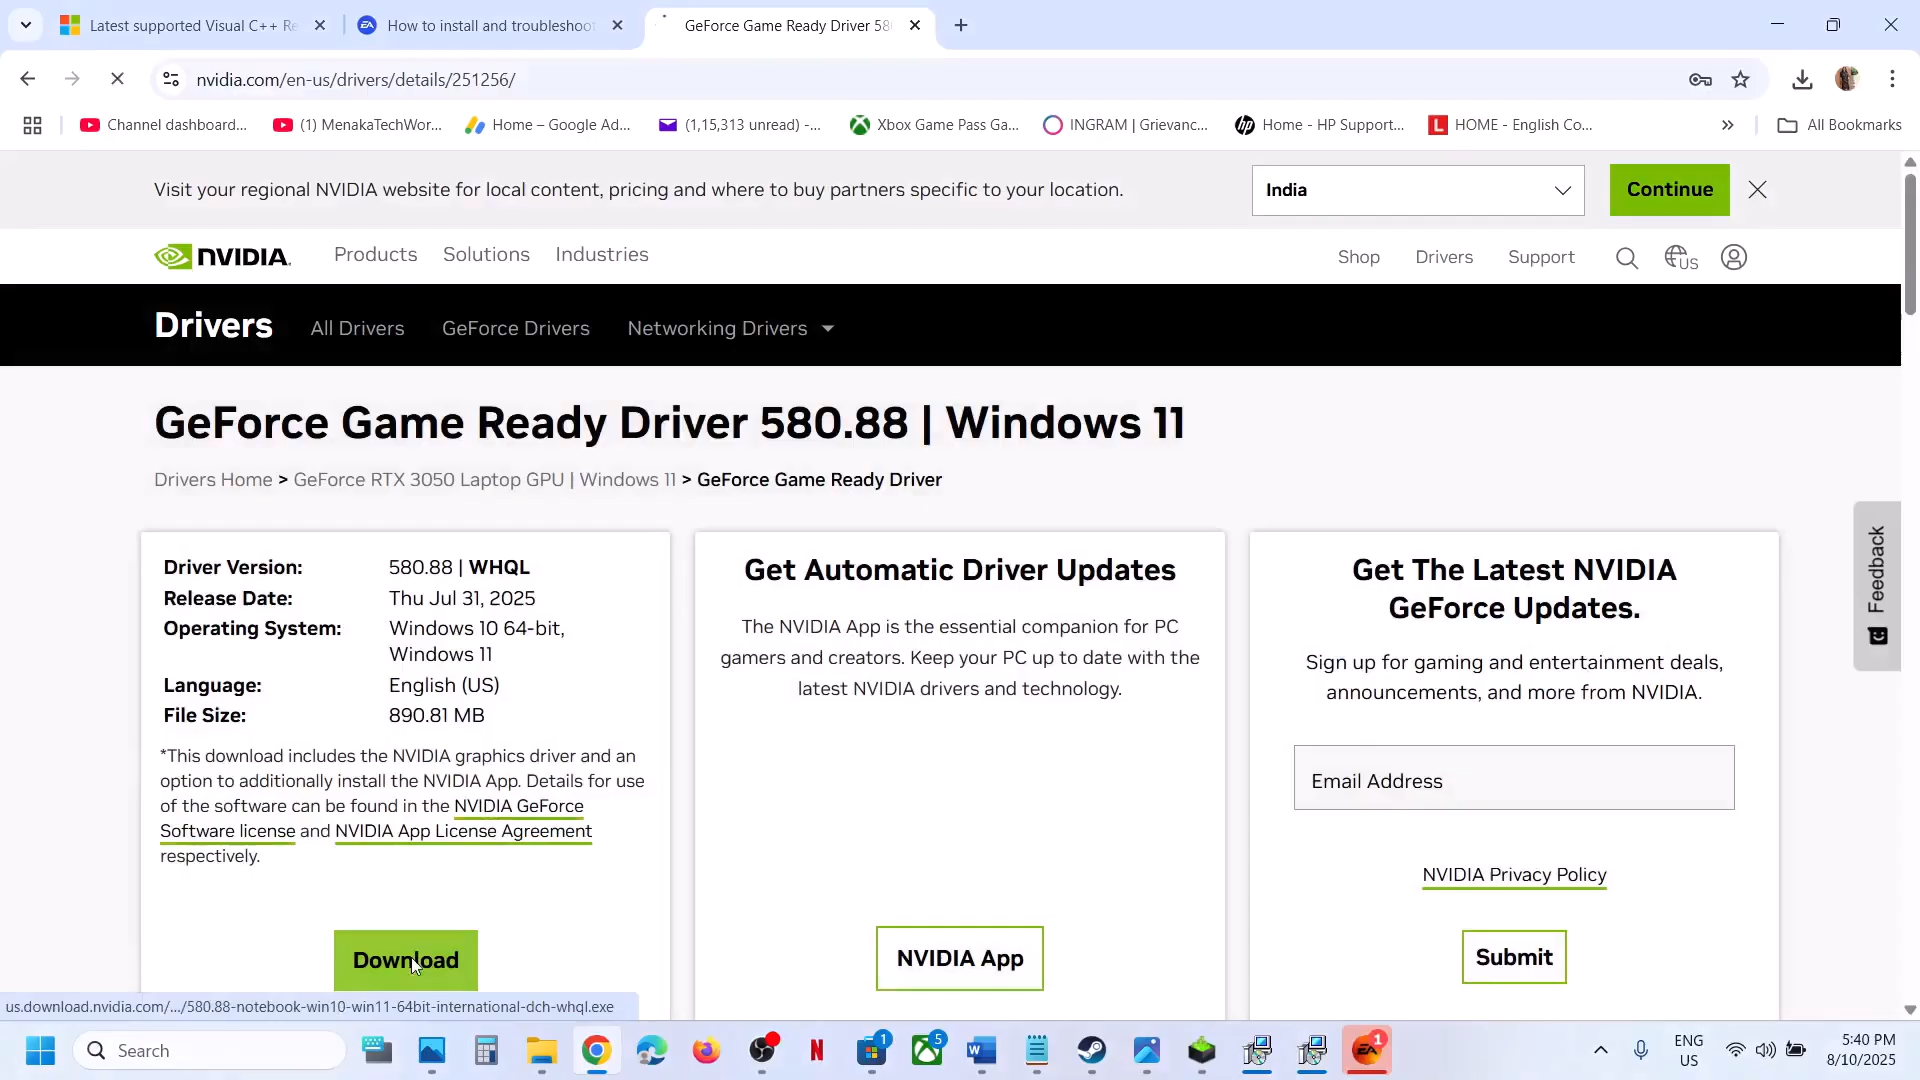 Latest supported Visual C++ Re
How to install and troubleshoot
GeForce Game Ready Driver 58
nvidia.com/en-us/drivers/details/251256/
Channel dashboard...
(1) MenakaTechWor...
Home – Google Ad...
(1,15,313 unread) -...
Xbox Game Pass Ga...
INGRAM | Grievanc...
Home - HP Support...
HOME - English Co...
All Bookmarks
Visit your regional NVIDIA website for local content, pricing and where to buy partners specific to your location.
India
Continue
NVIDIA.
Products
Solutions
Industries
Shop
Drivers
Support
US
Drivers
All Drivers
GeForce Drivers
Networking Drivers
GeForce Game Ready Driver 580.88 | Windows 11
Drivers Home > GeForce RTX 3050 Laptop GPU | Windows 11 > GeForce Game Ready Driver
Driver Version: 580.88 | WHQL
Release Date: Thu Jul 31, 2025
Operating System: Windows 10 64-bit,
Windows 11
Language: English (US)
File Size: 890.81 MB
*This download includes the NVIDIA graphics driver and an
option to additionally install the NVIDIA App. Details for use
of the software can be found in the NVIDIA GeForce
Software license and NVIDIA App License Agreement
respectively.
Download
Get Automatic Driver Updates
The NVIDIA App is the essential companion for PC
gamers and creators. Keep your PC up to date with the
latest NVIDIA drivers and technology.
NVIDIA App
Get The Latest NVIDIA
GeForce Updates.
Sign up for gaming and entertainment deals,
announcements, and more from NVIDIA.
Email Address
NVIDIA Privacy Policy
Submit
Feedback
us.download.nvidia.com/.../580.88-notebook-win10-win11-64bit-international-dch-whql.exe
Search
1
5
1
ENG
US
5:40 PM
8/10/2025